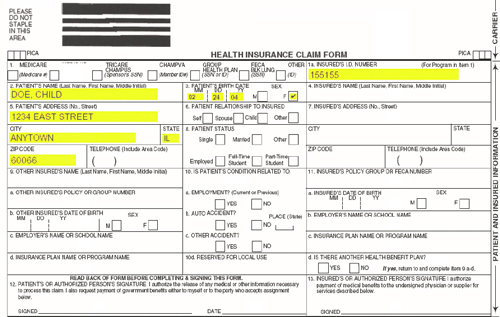 PLEASE
DO NOT
STAPLE
IN THIS
AREA
CARRIER
PICA
HEALTH INSURANCE CLAIM FORM
PICA
1. MEDICARE TRICARE CHAMPUS CHAMPVA GROUP HEALTH PLAN FECA BLK LUNG OTHER
(Medicare #) (Sponsor's SSN) (Member ID#) (SSN or ID) (SSN) (ID)
1a. INSURED'S I.D. NUMBER (For Program in Item 1)
155155
2. PATIENT'S NAME (Last Name, First Name, Middle Initial)
DOE, CHILD
3. PATIENT'S BIRTH DATE SEX
MM DD YY
02 24 04 M F
4. INSURED'S NAME (Last Name, First Name, Middle Initial)
5. PATIENT'S ADDRESS (No., Street)
1234 EAST STREET
6. PATIENT RELATIONSHIP TO INSURED
Self Spouse Child Other
7. INSURED'S ADDRESS (No., Street)
CITY STATE
ANYTOWN IL
8. PATIENT STATUS
Single Married Other
CITY STATE
ZIP CODE TELEPHONE (Include Area Code)
60066 ( )
Employed Full-Time Student Part-Time Student
ZIP CODE TELEPHONE (Include Area Code)
( )
9. OTHER INSURED'S NAME (Last Name, First Name, Middle Initial)
10. IS PATIENT'S CONDITION RELATED TO
11. INSURED'S POLICY GROUP OR FECA NUMBER
a. OTHER INSURED'S POLICY OR GROUP NUMBER
a. EMPLOYMENT? (Current or Previous)
YES NO
a. INSURED'S DATE OF BIRTH SEX
MM DD YY M F
b. OTHER INSURED'S DATE OF BIRTH SEX
MM DD YY M F
b. AUTO ACCIDENT? PLACE (State)
YES NO
b. EMPLOYER'S NAME OR SCHOOL NAME
c. EMPLOYER'S NAME OR SCHOOL NAME
c. OTHER ACCIDENT?
YES NO
c. INSURANCE PLAN NAME OR PROGRAM NAME
d. INSURANCE PLAN NAME OR PROGRAM NAME
10d. RESERVED FOR LOCAL USE
d. IS THERE ANOTHER HEALTH BENEFIT PLAN?
YES NO If yes, return to and complete item 9 a-d.
READ BACK OF FORM BEFORE COMPLETING & SIGNING THIS FORM.
12. PATIENT'S OR AUTHORIZED PERSON'S SIGNATURE I authorize the release of any medical or other information necessary
to process this claim. I also request payment of government benefits either to myself or to the party who accepts assignment
below.
SIGNED DATE
13. INSURED'S OR AUTHORIZED PERSON'S SIGNATURE I authorize
payment of medical benefits to the undersigned physician or supplier for
services described below.
SIGNED
PATIENT AND INSURED INFORMATION